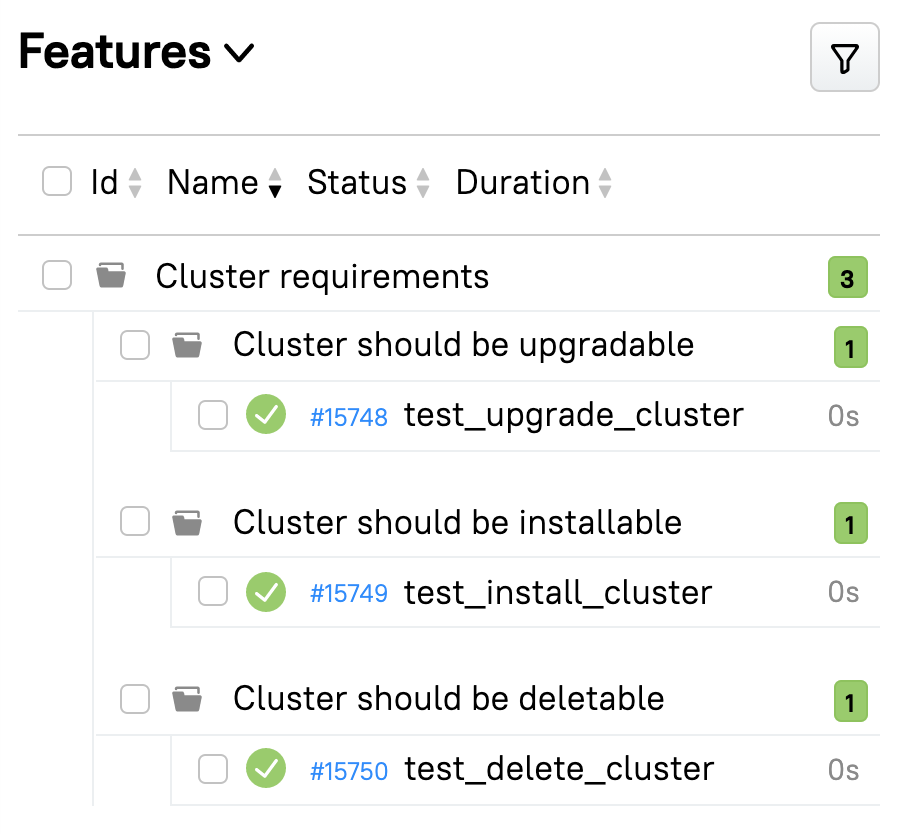 Features
Id Name Status Duration
Cluster requirements 3
Cluster should be upgradable 1
#15748 test_upgrade_cluster 0s
Cluster should be installable 1
#15749 test_install_cluster 0s
Cluster should be deletable 1
#15750 test_delete_cluster 0s